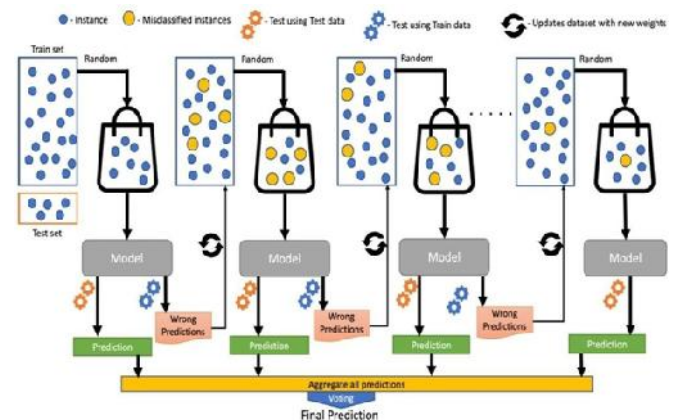 - Instance
- Misclassified instances
- Test using Test data
- Test using Train data
- Updates dataset with new weights
Train set
Random
Random
Random
Random
Test set
Model
Model
Model
Model
Wrong
Predictions
Wrong
Predictions
Wrong
Predictions
Prediction
Prediction
Prediction
Prediction
Aggregate all predictions
Voting
Final Prediction